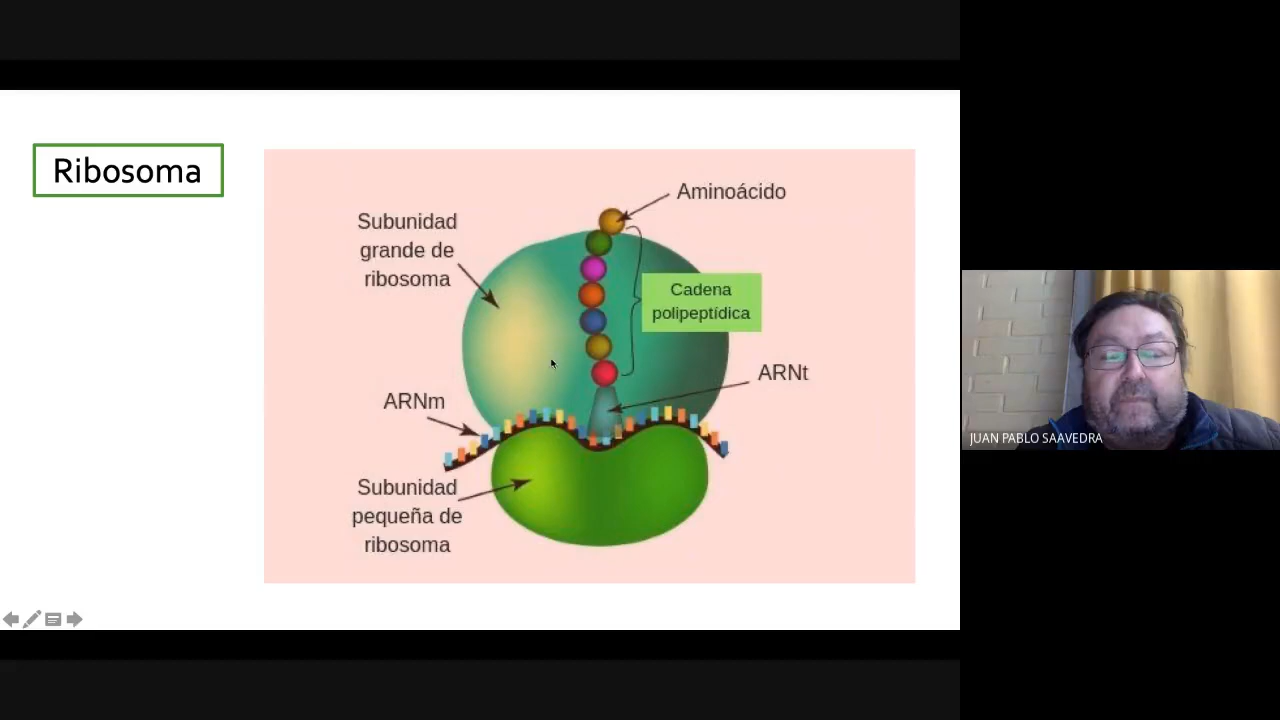 Ribosoma
Aminoácido
Subunidad
grande de
ribosoma
Cadena
polipeptídica
ARNt
ARNm
Subunidad
pequeña de
ribosoma
JUAN PABLO SAAVEDRA